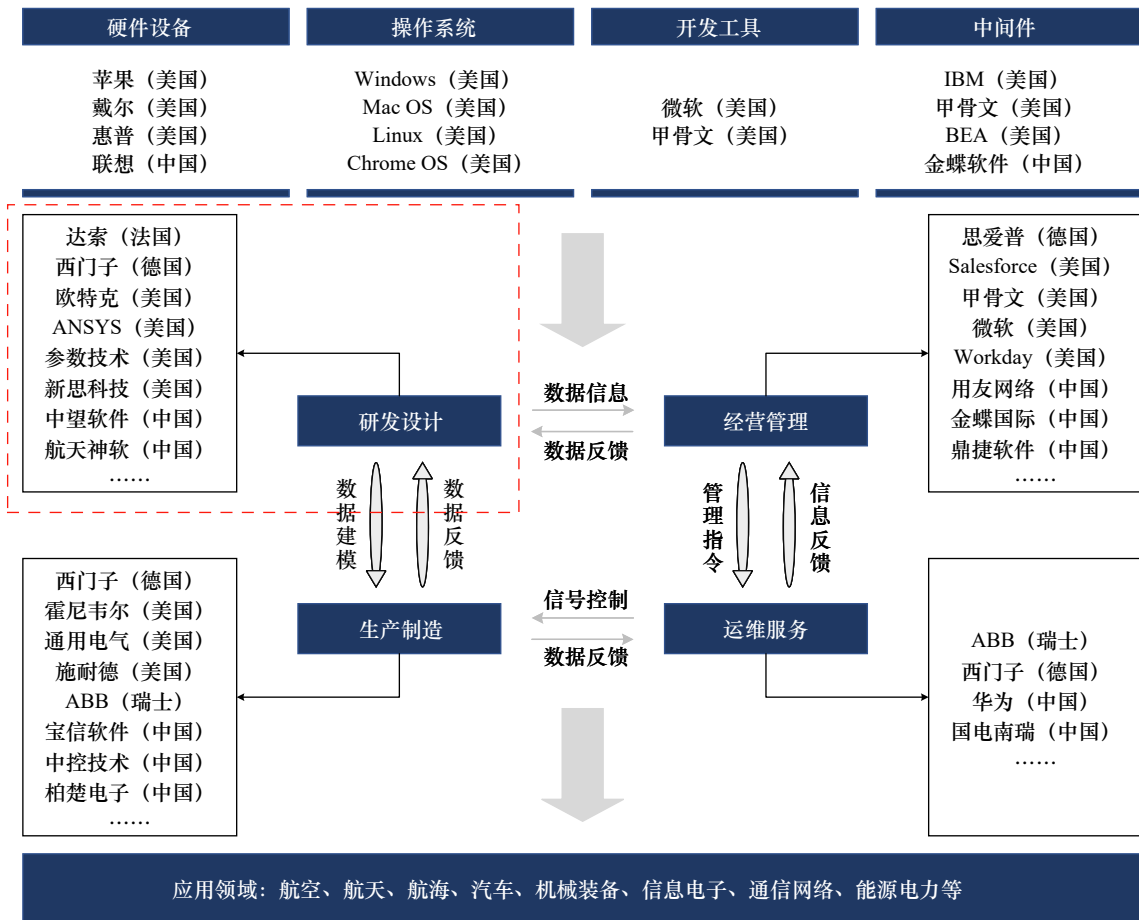 硬件设备
苹果（美国）
戴尔（美国）
惠普（美国）
联想（中国）
操作系统
Windows（美国）
Mac OS（美国）
Linux（美国）
Chrome OS（美国）
开发工具
微软（美国）
甲骨文（美国）
中间件
IBM（美国）
甲骨文（美国）
BEA（美国）
金蝶软件（中国）
达索（法国）
西门子（德国）
欧特克（美国）
ANSYS（美国）
参数技术（美国）
新思科技（美国）
中望软件（中国）
航天神软（中国）
……
研发设计
数据信息
数据反馈
经营管理
思爱普（德国）
Salesforce（美国）
甲骨文（美国）
微软（美国）
Workday（美国）
用友网络（中国）
金蝶国际（中国）
鼎捷软件（中国）
……
数据建模
数据反馈
管理指令
信息反馈
西门子（德国）
霍尼韦尔（美国）
通用电气（美国）
施耐德（美国）
ABB（瑞士）
宝信软件（中国）
中控技术（中国）
柏楚电子（中国）
……
生产制造
信号控制
数据反馈
运维服务
ABB（瑞士）
西门子（德国）
华为（中国）
国电南瑞（中国）
……
应用领域：航空、航天、航海、汽车、机械装备、信息电子、通信网络、能源电力等